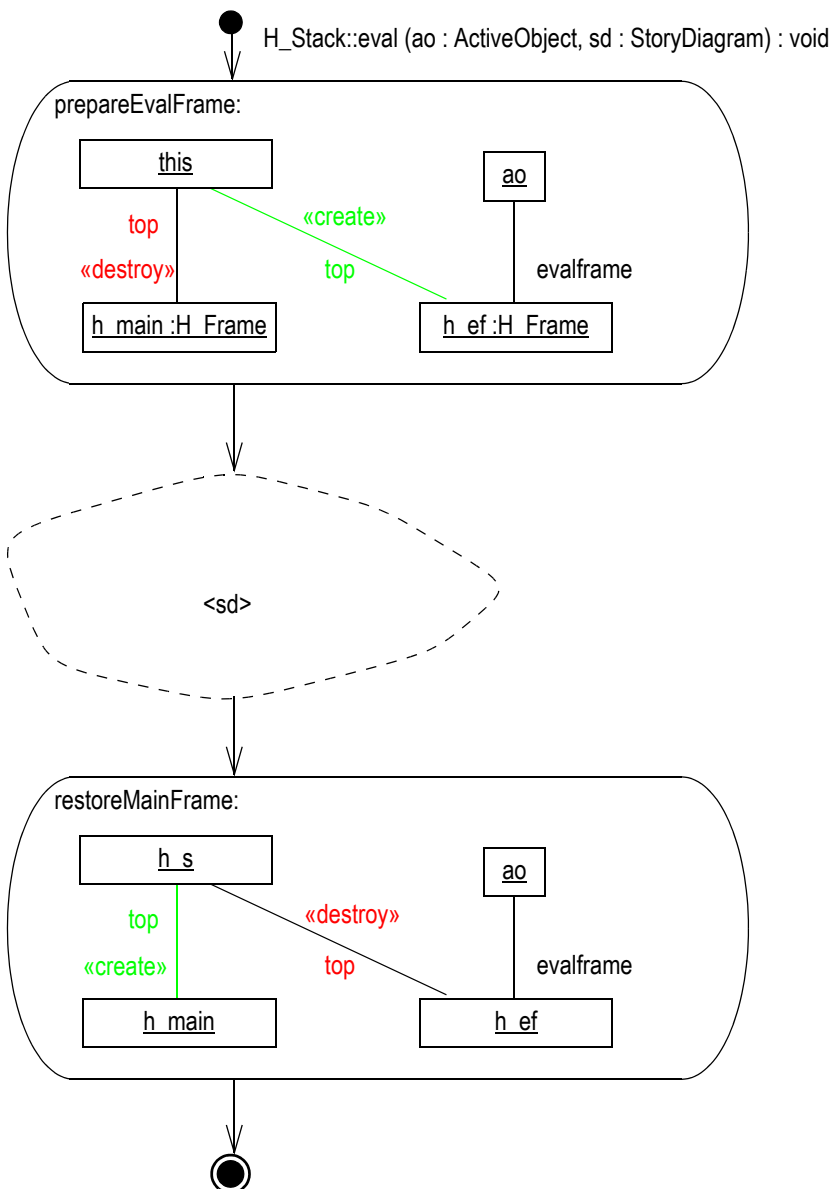 H_Stack::eval (ao : ActiveObject, sd : StoryDiagram) : void
prepareEvalFrame:
this
ao
top
«create»
«destroy»
top
evalframe
h_main :H_Frame
h_ef :H_Frame
<sd>
restoreMainFrame:
h_s
ao
top
«destroy»
«create»
top
evalframe
h_main
h_ef